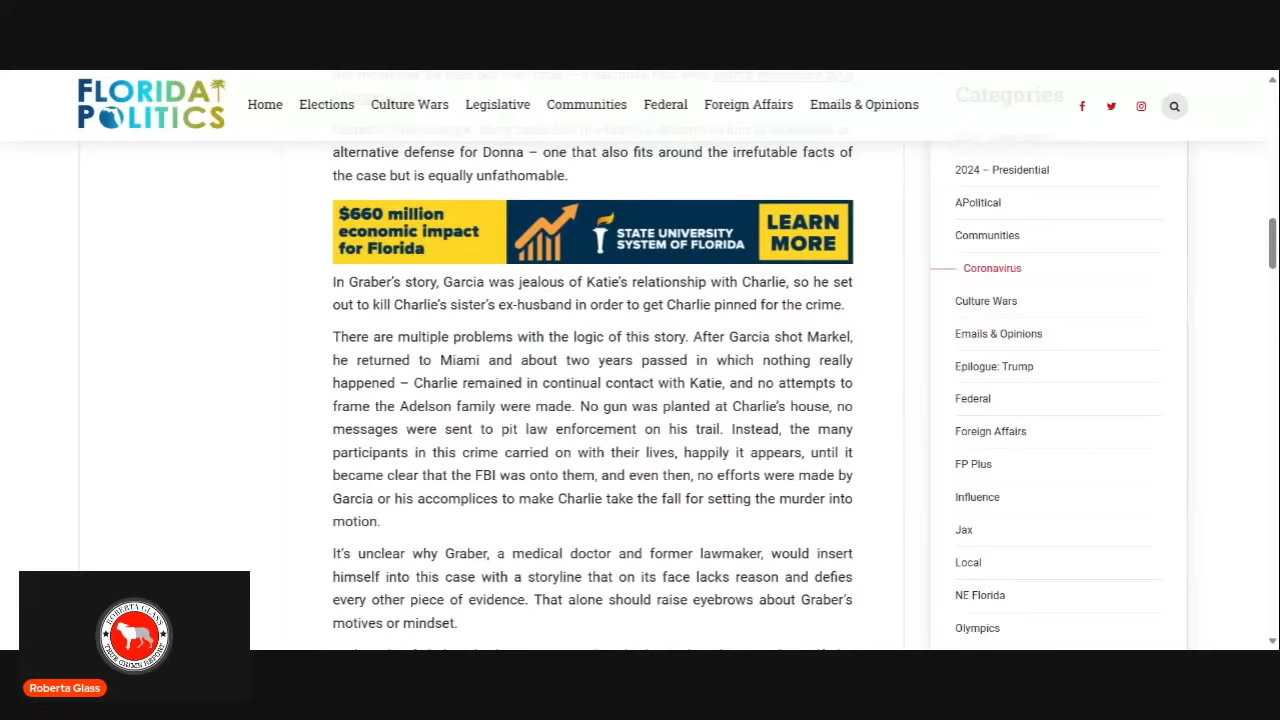 FLORIDA
POLITICS
Home Elections Culture Wars Legislative Communities Federal Foreign Affairs Emails & Opinions
Categories
alternative defense for Donna – one that also fits around the irrefutable facts of
the case but is equally unfathomable.
$660 million
economic impact
for Florida
STATE UNIVERSITY
SYSTEM OF FLORIDA
LEARN
MORE
In Graber's story, Garcia was jealous of Katie's relationship with Charlie, so he set
out to kill Charlie's sister's ex-husband in order to get Charlie pinned for the crime.
There are multiple problems with the logic of this story. After Garcia shot Markel,
he returned to Miami and about two years passed in which nothing really
happened – Charlie remained in continual contact with Katie, and no attempts to
frame the Adelson family were made. No gun was planted at Charlie's house, no
messages were sent to pit law enforcement on his trail. Instead, the many
participants in this crime carried on with their lives, happily it appears, until it
became clear that the FBI was onto them, and even then, no efforts were made by
Garcia or his accomplices to make Charlie take the fall for setting the murder into
motion.
It's unclear why Graber, a medical doctor and former lawmaker, would insert
himself into this case with a storyline that on its face lacks reason and defies
every other piece of evidence. That alone should raise eyebrows about Graber's
motives or mindset.
2024 – Presidential
APolitical
Communities
Coronavirus
Culture Wars
Emails & Opinions
Epilogue: Trump
Federal
Foreign Affairs
FP Plus
Influence
Jax
Local
NE Florida
Olympics
ROBERTA GLASS
TRUE CRIME REPORT
Roberta Glass